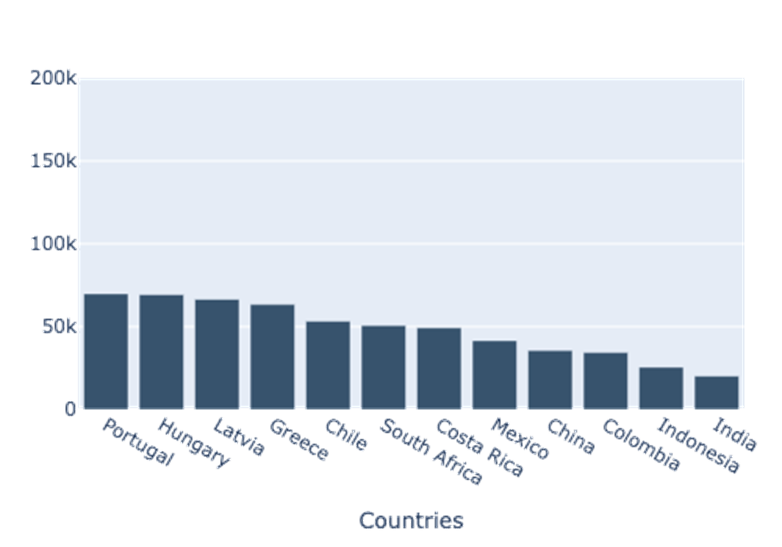 200k
150k
100k
50k
0
Portugal
Hungary
Latvia
Greece
Chile
South Africa
Costa Rica
Mexico
China
Colombia
Indonesia
India
Countries